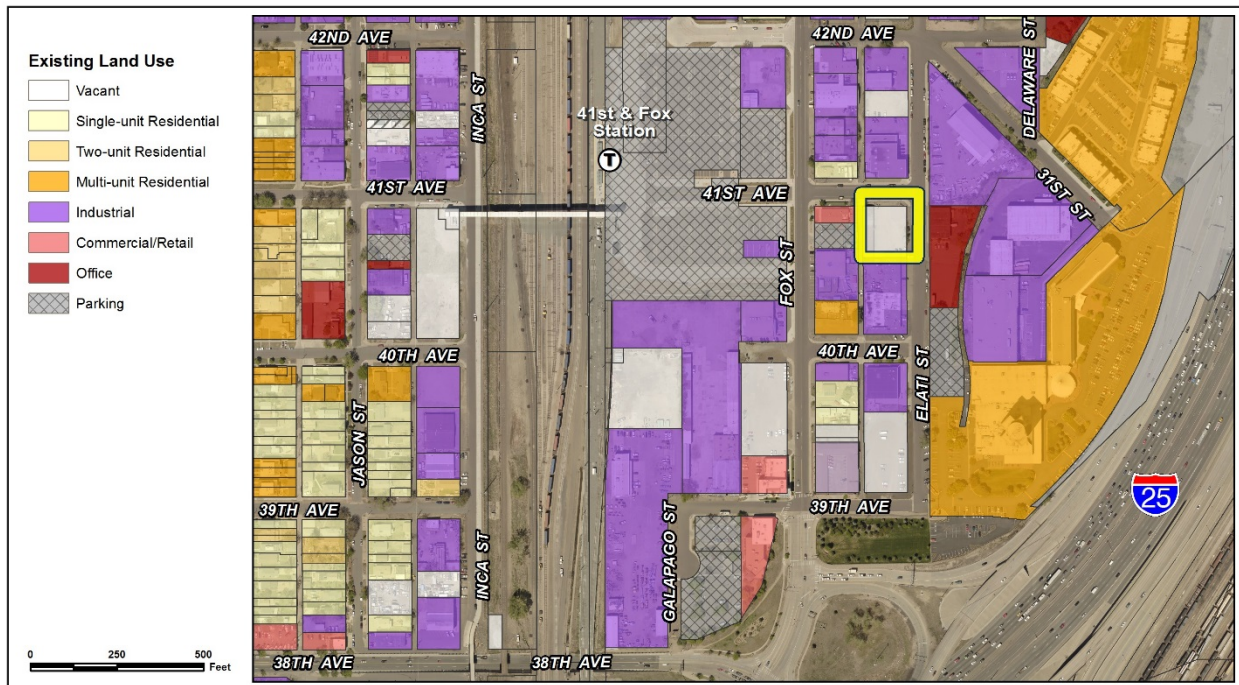 Existing Land Use
Vacant
Single-unit Residential
Two-unit Residential
Multi-unit Residential
Industrial
Commercial/Retail
Office
Parking
0 250 500
Feet
42ND AVE
42ND AVE
DELAWARE ST
INCA ST
41st & Fox
Station
T
41ST AVE
41ST AVE
31ST ST
FOX ST
40TH AVE
40TH AVE
ELATI ST
JASON ST
39TH AVE
39TH AVE
25
INCA ST
GALAPAGO ST
38TH AVE
38TH AVE